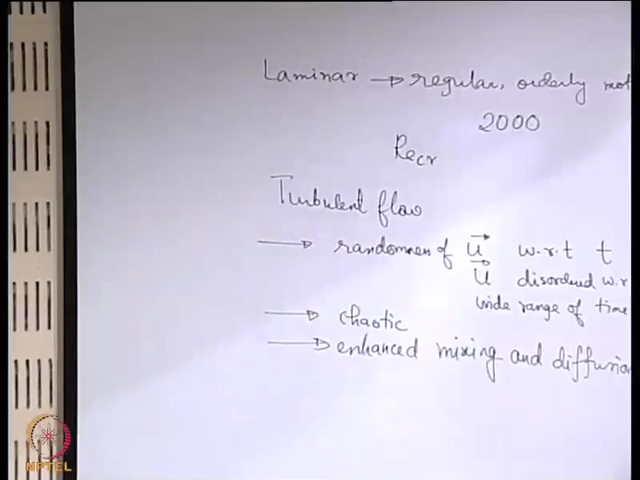 Laminar → regular, orderly mot
2000
Recr
Turbulent flow
→ randomness of u⃗ w.r.t t
u⃗ disordered w.r
wide range of time
→ chaotic
→ enhanced mixing and diffusion
NPTEL